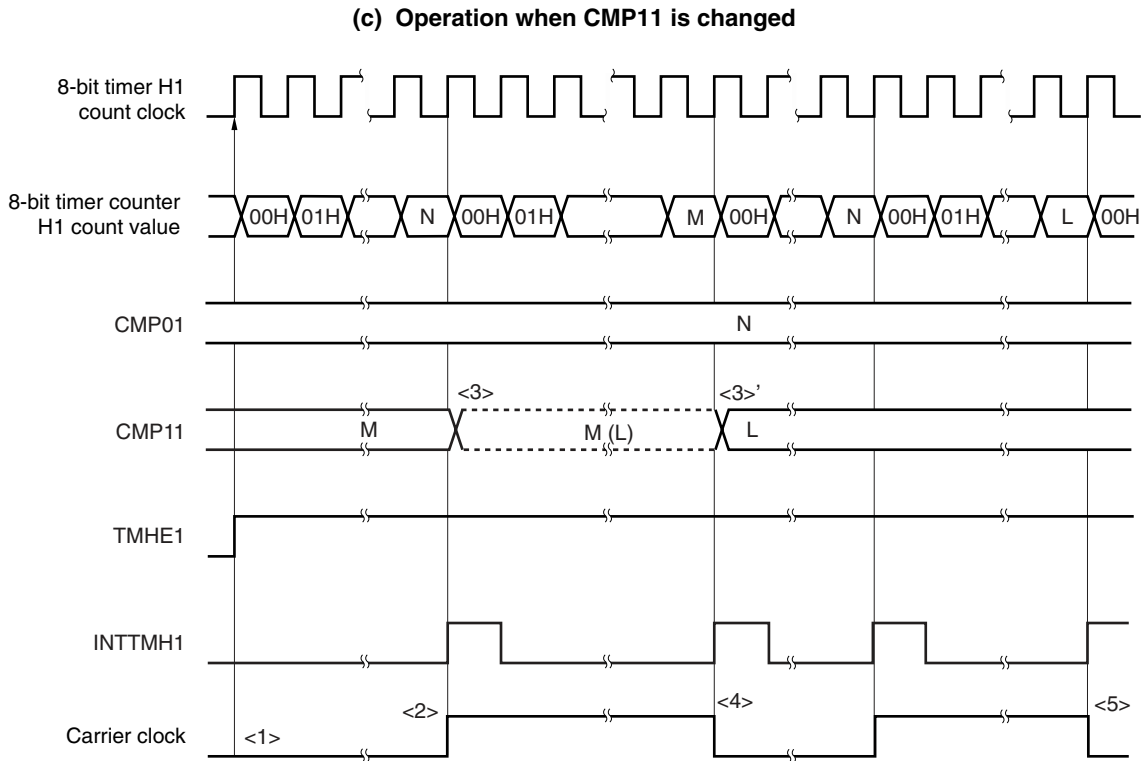 (c) Operation when CMP11 is changed
8-bit timer H1
count clock
8-bit timer counter
H1 count value
00H 01H N 00H 01H M 00H N 00H 01H L 00H
CMP01
N
<3> <3>’
CMP11
M M (L) L
TMHE1
INTTMH1
<2> <4> <5>
Carrier clock
<1>